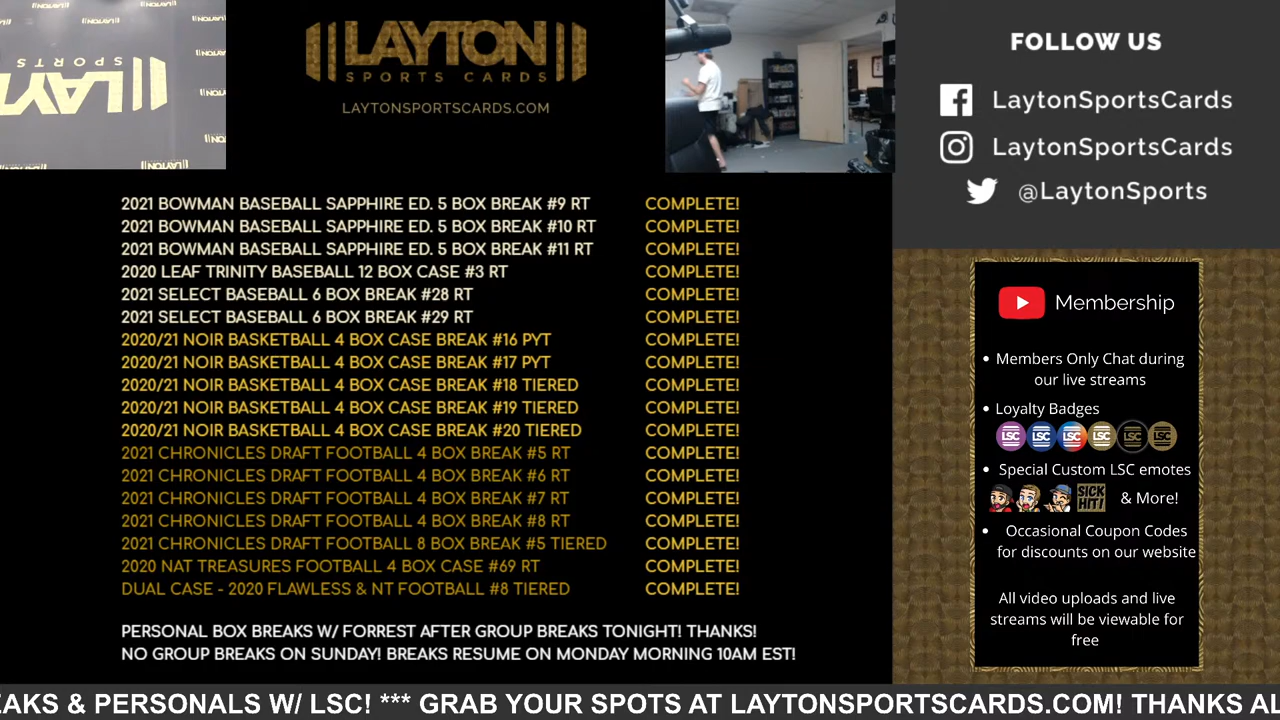 LAYTON
SPORTS CARDS
LAYTONSPORTSCARDS.COM
2021 BOWMAN BASEBALL SAPPHIRE ED. 5 BOX BREAK #9 RT COMPLETE!
2021 BOWMAN BASEBALL SAPPHIRE ED. 5 BOX BREAK #10 RT COMPLETE!
2021 BOWMAN BASEBALL SAPPHIRE ED. 5 BOX BREAK #11 RT COMPLETE!
2020 LEAF TRINITY BASEBALL 12 BOX CASE #3 RT COMPLETE!
2021 SELECT BASEBALL 6 BOX BREAK #28 RT COMPLETE!
2021 SELECT BASEBALL 6 BOX BREAK #29 RT COMPLETE!
2020/21 NOIR BASKETBALL 4 BOX CASE BREAK #16 PYT COMPLETE!
2020/21 NOIR BASKETBALL 4 BOX CASE BREAK #17 PYT COMPLETE!
2020/21 NOIR BASKETBALL 4 BOX CASE BREAK #18 TIERED COMPLETE!
2020/21 NOIR BASKETBALL 4 BOX CASE BREAK #19 TIERED COMPLETE!
2020/21 NOIR BASKETBALL 4 BOX CASE BREAK #20 TIERED COMPLETE!
2021 CHRONICLES DRAFT FOOTBALL 4 BOX BREAK #5 RT COMPLETE!
2021 CHRONICLES DRAFT FOOTBALL 4 BOX BREAK #6 RT COMPLETE!
2021 CHRONICLES DRAFT FOOTBALL 4 BOX BREAK #7 RT COMPLETE!
2021 CHRONICLES DRAFT FOOTBALL 4 BOX BREAK #8 RT COMPLETE!
2021 CHRONICLES DRAFT FOOTBALL 8 BOX BREAK #5 TIERED COMPLETE!
2020 NAT TREASURES FOOTBALL 4 BOX CASE #69 RT COMPLETE!
DUAL CASE - 2020 FLAWLESS & NT FOOTBALL #8 TIERED COMPLETE!
PERSONAL BOX BREAKS W/ FORREST AFTER GROUP BREAKS TONIGHT! THANKS!
NO GROUP BREAKS ON SUNDAY! BREAKS RESUME ON MONDAY MORNING 10AM EST!
FOLLOW US
LaytonSportsCards
LaytonSportsCards
@LaytonSports
Membership
• Members Only Chat during
our live streams
• Loyalty Badges
LSC LSC LSC LSC LSC LSC
• Special Custom LSC emotes
SICK HIT! & More!
• Occasional Coupon Codes
for discounts on our website
All video uploads and live
streams will be viewable for
free
EAKS & PERSONALS W/ LSC! *** GRAB YOUR SPOTS AT LAYTONSPORTSCARDS.COM! THANKS AL